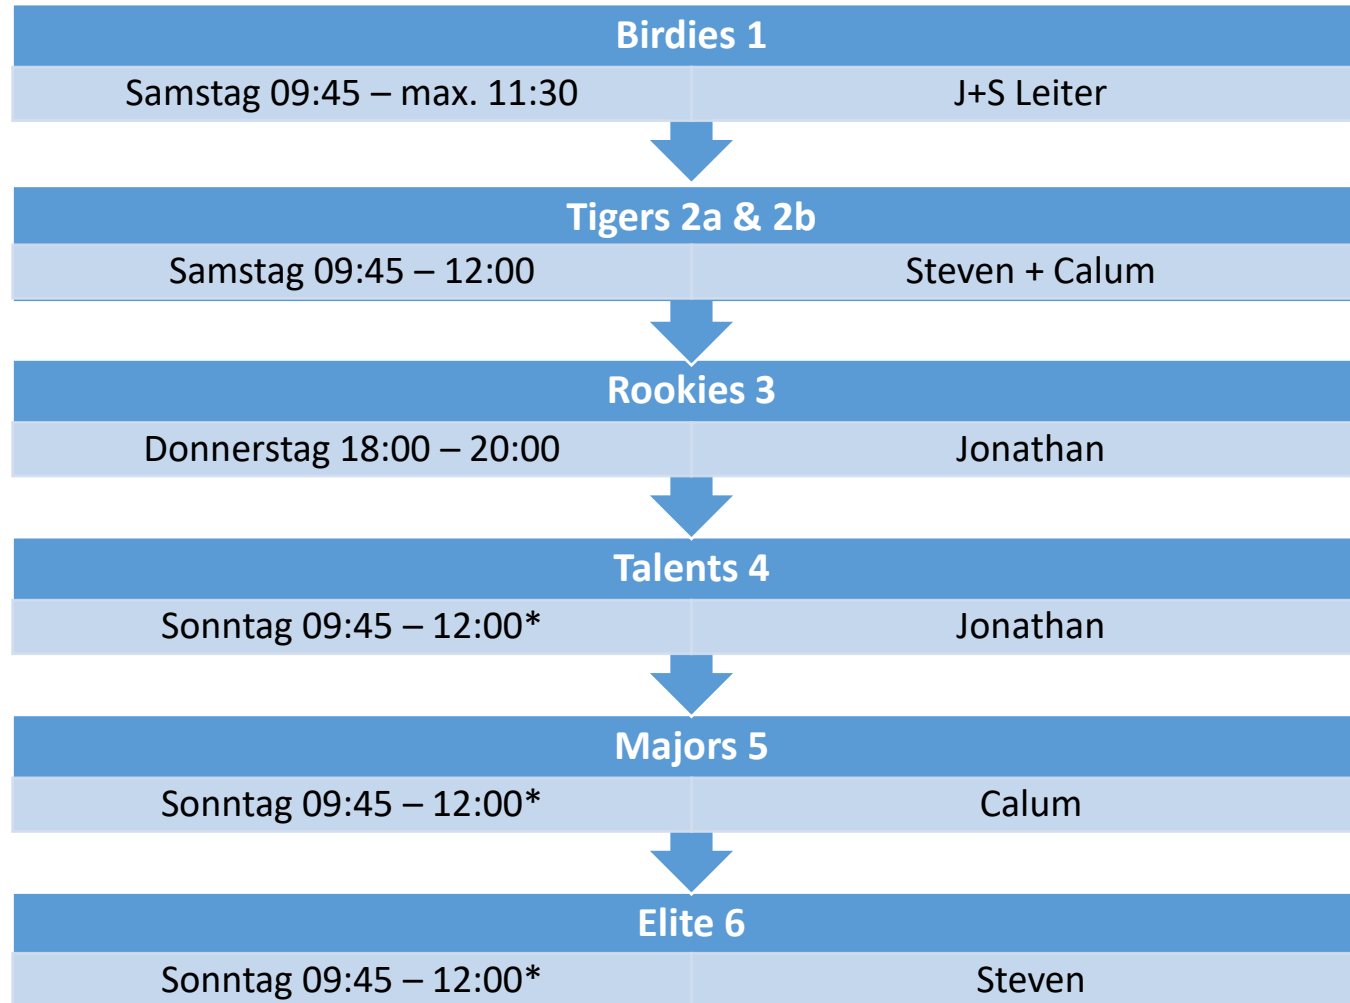 Birdies 1
Samstag 09:45 – max. 11:30 J+S Leiter
Tigers 2a & 2b
Samstag 09:45 – 12:00 Steven + Calum
Rookies 3
Donnerstag 18:00 – 20:00 Jonathan
Talents 4
Sonntag 09:45 – 12:00* Jonathan
Majors 5
Sonntag 09:45 – 12:00* Calum
Elite 6
Sonntag 09:45 – 12:00* Steven